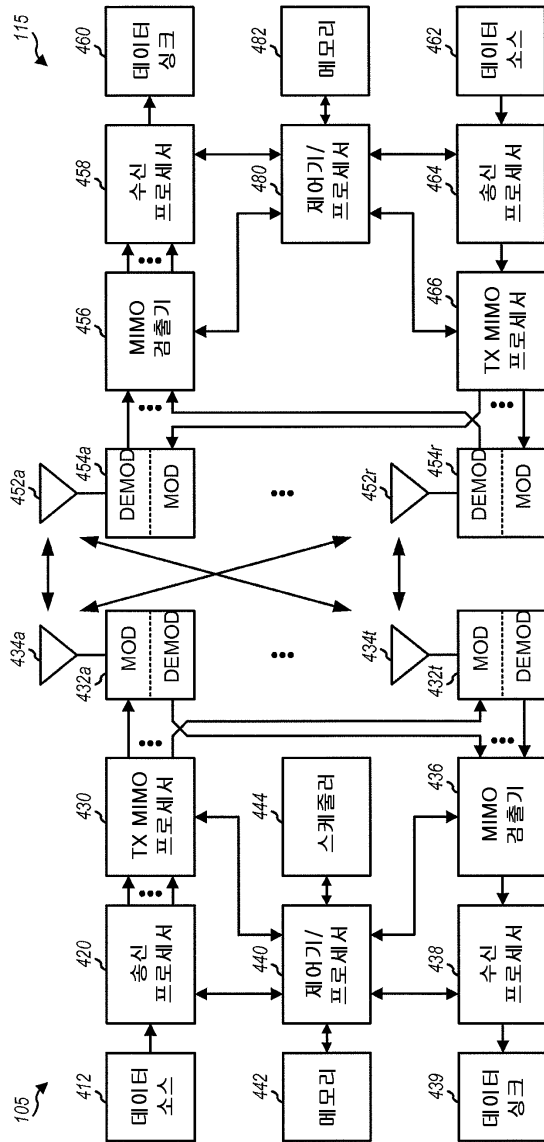 105
115
412
데이터
소스
420
송신
프로세서
430
TX MIMO
프로세서
432a
MOD
DEMOD
434a
452a
454a
DEMOD
MOD
456
MIMO
검출기
458
수신
프로세서
460
데이터
싱크
442
메모리
440
제어기/
프로세서
444
스케줄러
480
제어기/
프로세서
482
메모리
439
데이터
싱크
438
수신
프로세서
436
MIMO
검출기
432t
MOD
DEMOD
434t
452r
454r
DEMOD
MOD
466
TX MIMO
프로세서
464
송신
프로세서
462
데이터
소스